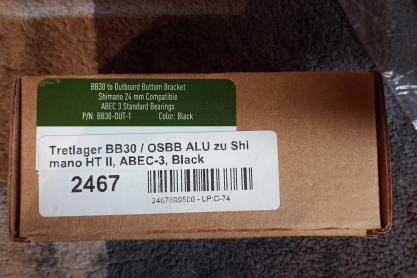 BB30 to Outboard Bottom Bracket
Shimano 24 mm Compatible
ABEC 3 Standard Bearings
P/N: BB30-OUT-1 Color: Black
Tretlager BB30 / OSBB ALU zu Shi
mano HT II, ABEC-3, Black
2467
2467699500 - LP:C-74